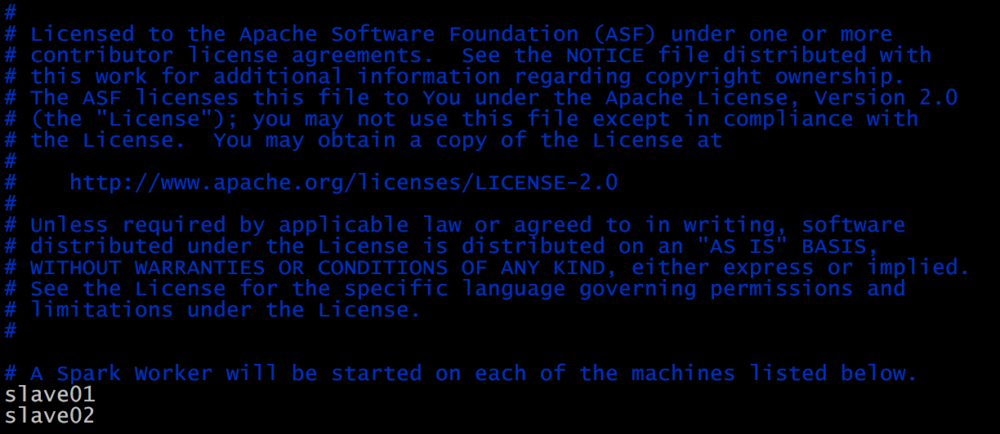 #
# Licensed to the Apache Software Foundation (ASF) under one or more
# contributor license agreements.  See the NOTICE file distributed with
# this work for additional information regarding copyright ownership.
# The ASF licenses this file to You under the Apache License, Version 2.0
# (the "License"); you may not use this file except in compliance with
# the License.  You may obtain a copy of the License at
#
#    http://www.apache.org/licenses/LICENSE-2.0
#
# Unless required by applicable law or agreed to in writing, software
# distributed under the License is distributed on an "AS IS" BASIS,
# WITHOUT WARRANTIES OR CONDITIONS OF ANY KIND, either express or implied.
# See the License for the specific language governing permissions and
# limitations under the License.
#

# A Spark Worker will be started on each of the machines listed below.
slave01
slave02